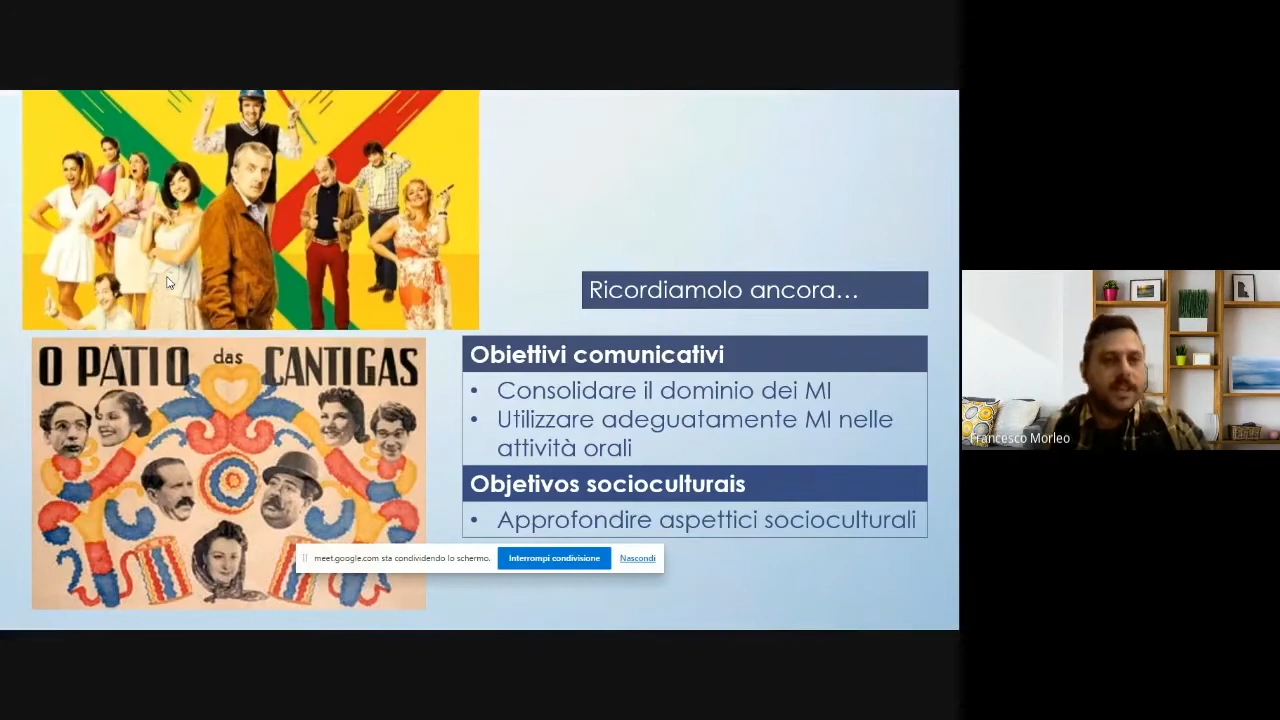 O PÁTIO das CANTIGAS
Ricordiamolo ancora...
Obiettivi comunicativi
• Consolidare il dominio dei MI
• Utilizzare adeguatamente MI nelle
attività orali
Objetivos socioculturais
• Approfondire aspettici socioculturali
meet.google.com sta condividendo lo schermo.
Interrompi condivisione
Nascondi
Francesco Morleo